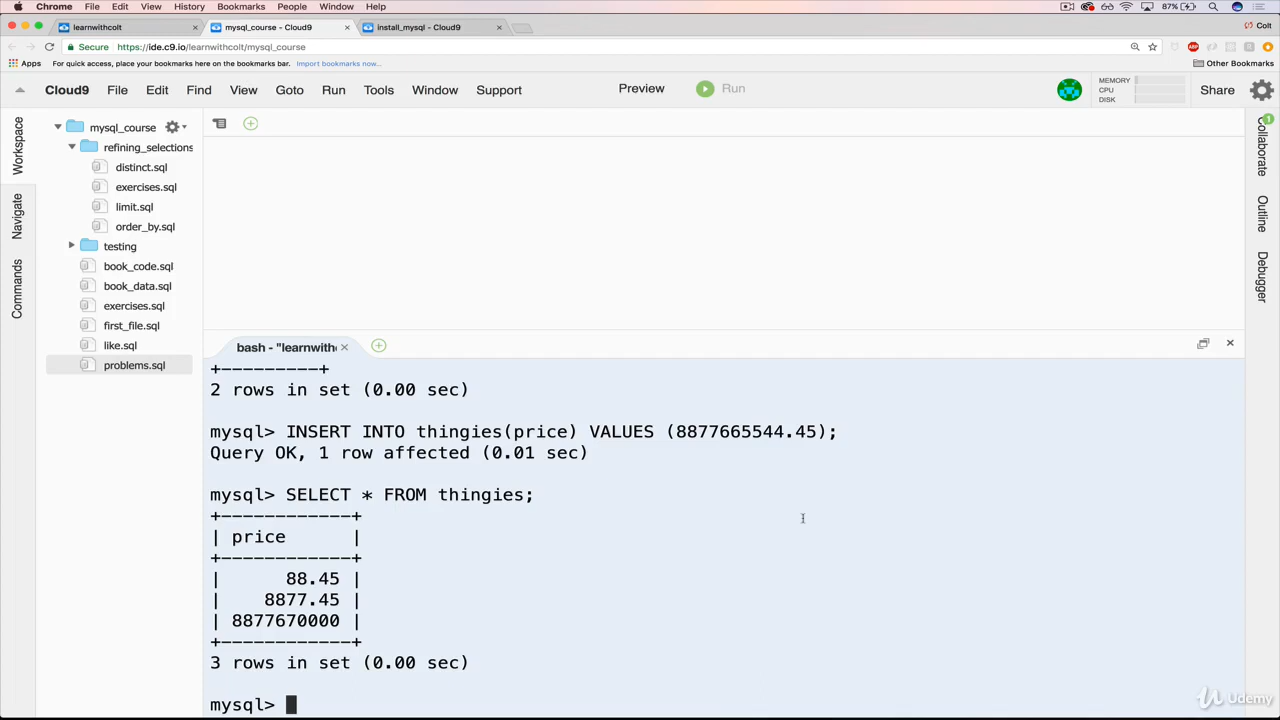 Chrome File Edit View History Bookmarks People Window Help 87% Colt
learnwithcolt mysql_course - Cloud9 install_mysql - Cloud9 Colt
Secure https://ide.c9.io/learnwithcolt/mysql_course ABP
Apps For quick access, place your bookmarks here on the bookmarks bar. Import bookmarks now... Other Bookmarks
Cloud9 File Edit Find View Goto Run Tools Window Support Preview Run MEMORY CPU DISK Share
Workspace
Navigate
Commands
mysql_course
refining_selections
distinct.sql
exercises.sql
limit.sql
order_by.sql
testing
book_code.sql
book_data.sql
exercises.sql
first_file.sql
like.sql
problems.sql
bash - "learnwith
+---------+
2 rows in set (0.00 sec)
mysql> INSERT INTO thingies(price) VALUES (8877665544.45);
Query OK, 1 row affected (0.01 sec)
mysql> SELECT * FROM thingies;
+------------+
| price      |
+------------+
|      88.45 |
|    8877.45 |
| 8877670000 |
+------------+
3 rows in set (0.00 sec)
mysql>
1
Collaborate
Outline
Debugger
Udemy